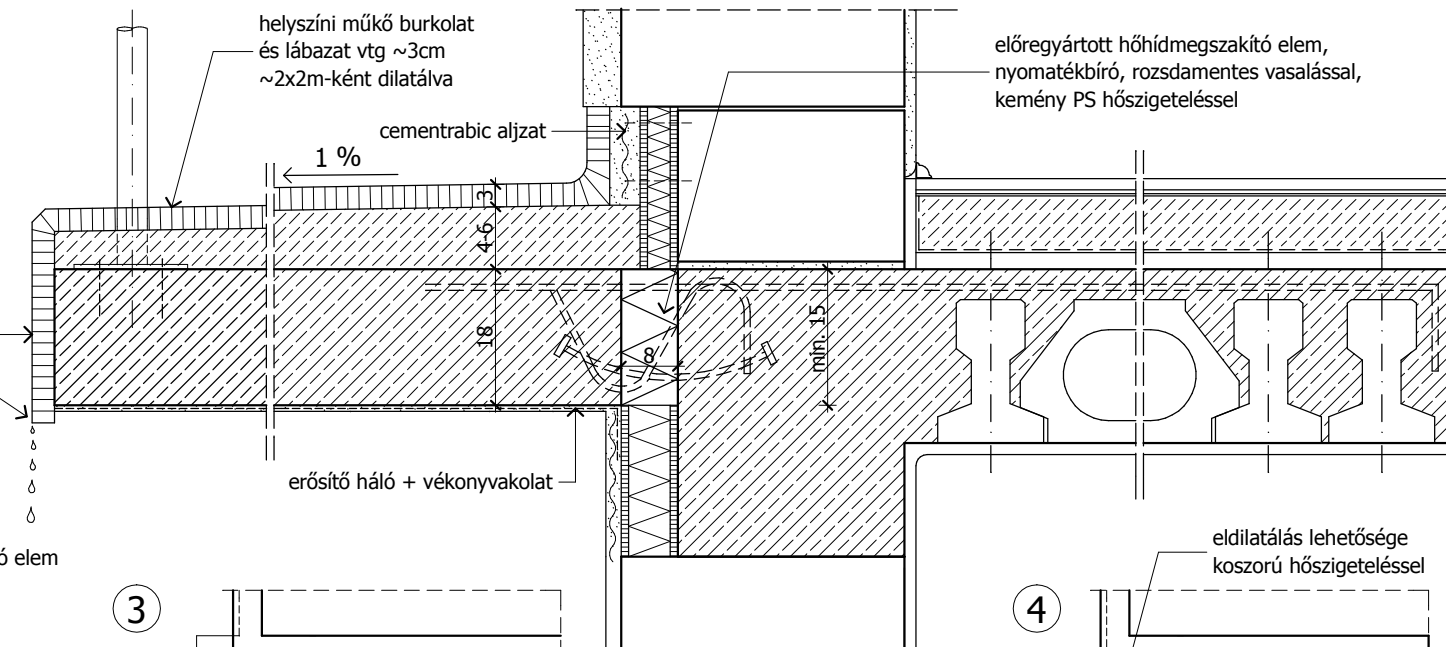 helyszíni műkő burkolat
és lábazat vtg ~3cm
~2x2m-ként dilatálva
előregyártott hőhídmegszakító elem,
nyomatékbíró, rozsdamentes vasalással,
kemény PS hőszigeteléssel
cementrabic aljzat
1 %
3
4-6
18
8
min. 15
erősítő háló + vékonyvakolat
ó elem
eldilatálás lehetősége
koszorú hőszigeteléssel
3
4